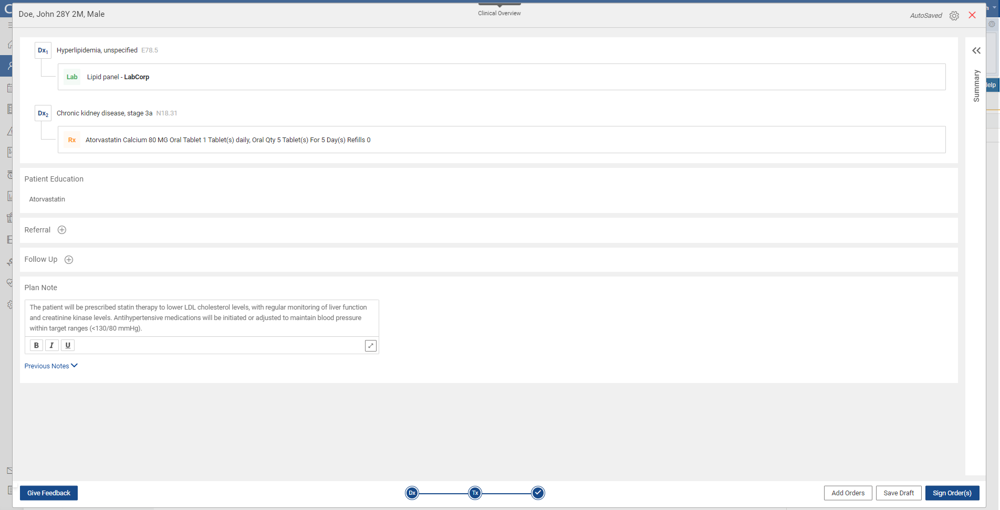 Doe, John 28Y 2M, Male
Clinical Overview
AutoSaved
Dx1 Hyperlipidemia, unspecified E78.5
Lab Lipid panel - LabCorp
Dx2 Chronic kidney disease, stage 3a N18.31
Rx Atorvastatin Calcium 80 MG Oral Tablet 1 Tablet(s) daily, Oral Qty 5 Tablet(s) For 5 Day(s) Refills 0
Summary
elp
Patient Education
Atorvastatin
Referral
Follow Up
Plan Note
The patient will be prescribed statin therapy to lower LDL cholesterol levels, with regular monitoring of liver function
and creatinine kinase levels. Antihypertensive medications will be initiated or adjusted to maintain blood pressure
within target ranges (<130/80 mmHg).
B I U
Previous Notes
Give Feedback
Dx Tx
Add Orders Save Draft Sign Order(s)